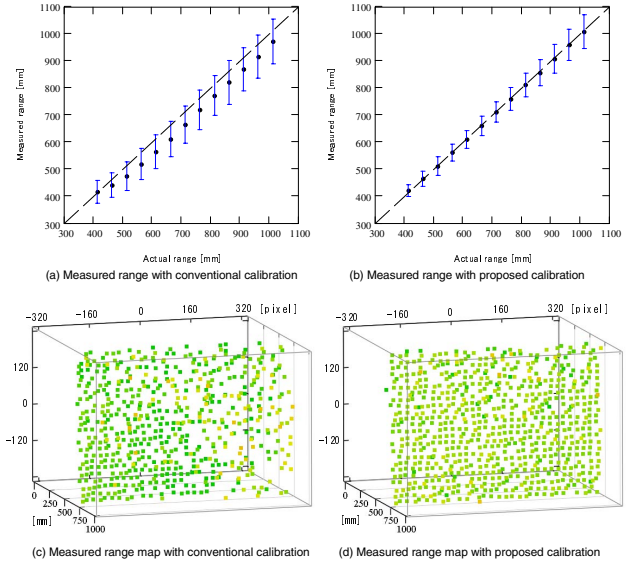 1100
1000
900
800
700
600
500
400
300
Measured range [mm]
300 400 500 600 700 800 900 1000 1100
Actual range [mm]
(a) Measured range with conventional calibration
1100
1000
900
800
700
600
500
400
300
Measured range [mm]
300 400 500 600 700 800 900 1000 1100
Actual range [mm]
(b) Measured range with proposed calibration
-320 -160 0 160 320 [pixel]
120
0
-120
0
250
500
[mm] 750
1000
(c) Measured range map with conventional calibration
-320 -160 0 160 320 [pixel]
120
0
-120
0
250
500
[mm] 750
1000
(d) Measured range map with proposed calibration